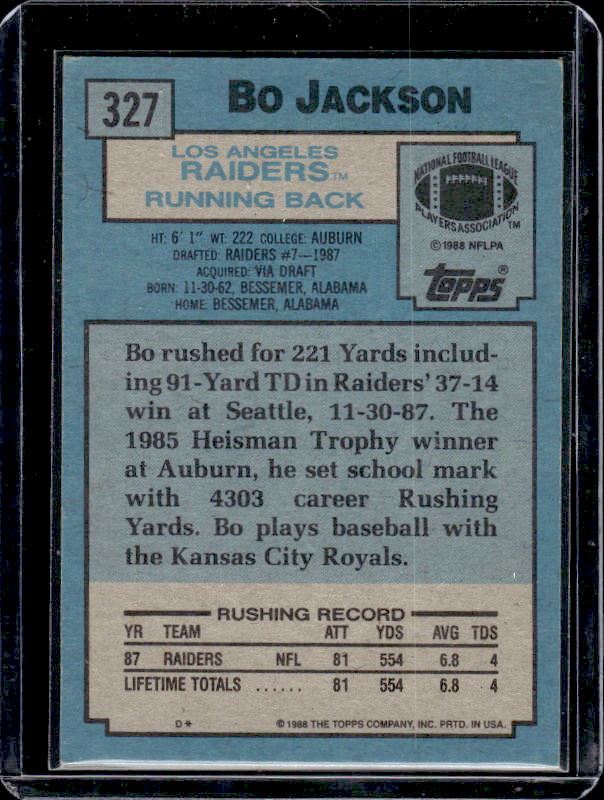 327
BO JACKSON
LOS ANGELES
RAIDERS™
RUNNING BACK
NATIONAL FOOTBALL LEAGUE
PLAYERS ASSOCIATION™
© 1988 NFLPA
topps®
HT: 6' 1" WT: 222 COLLEGE: AUBURN
DRAFTED: RAIDERS #7—1987
ACQUIRED: VIA DRAFT
BORN: 11-30-62, BESSEMER, ALABAMA
HOME: BESSEMER, ALABAMA
Bo rushed for 221 Yards includ-
ing 91-Yard TD in Raiders' 37-14
win at Seattle, 11-30-87. The
1985 Heisman Trophy winner
at Auburn, he set school mark
with 4303 career Rushing
Yards. Bo plays baseball with
the Kansas City Royals.
RUSHING RECORD
YR TEAM ATT YDS AVG TDS
87 RAIDERS NFL 81 554 6.8 4
LIFETIME TOTALS ...... 81 554 6.8 4
D* © 1988 THE TOPPS COMPANY, INC. PRTD. IN USA.